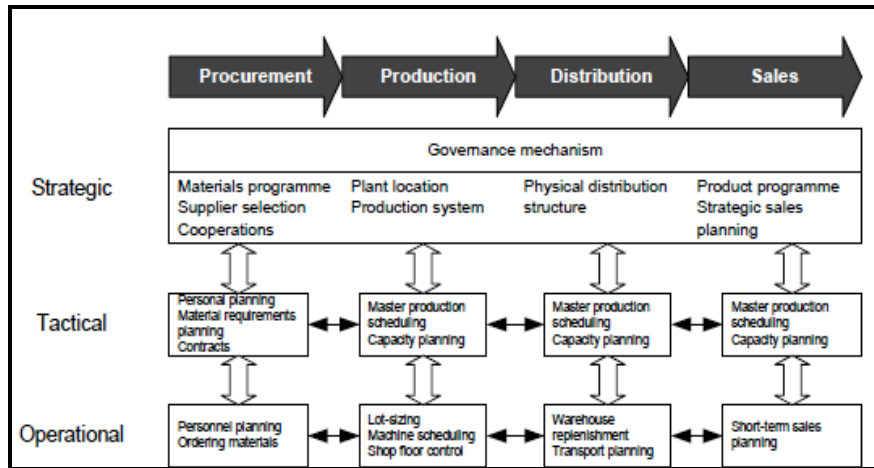 Procurement
Production
Distribution
Sales
Governance mechanism
Strategic
Materials programme
Supplier selection
Cooperations
Plant location
Production system
Physical distribution
structure
Product programme
Strategic sales
planning
Tactical
Personal planning
Material requirements
planning
Contracts
Master production
scheduling
Capacity planning
Master production
scheduling
Capacity planning
Master production
scheduling
Capacity planning
Operational
Personnel planning
Ordering materials
Lot-sizing
Machine scheduling
Shop floor control
Warehouse
replenishment
Transport planning
Short-term sales
planning